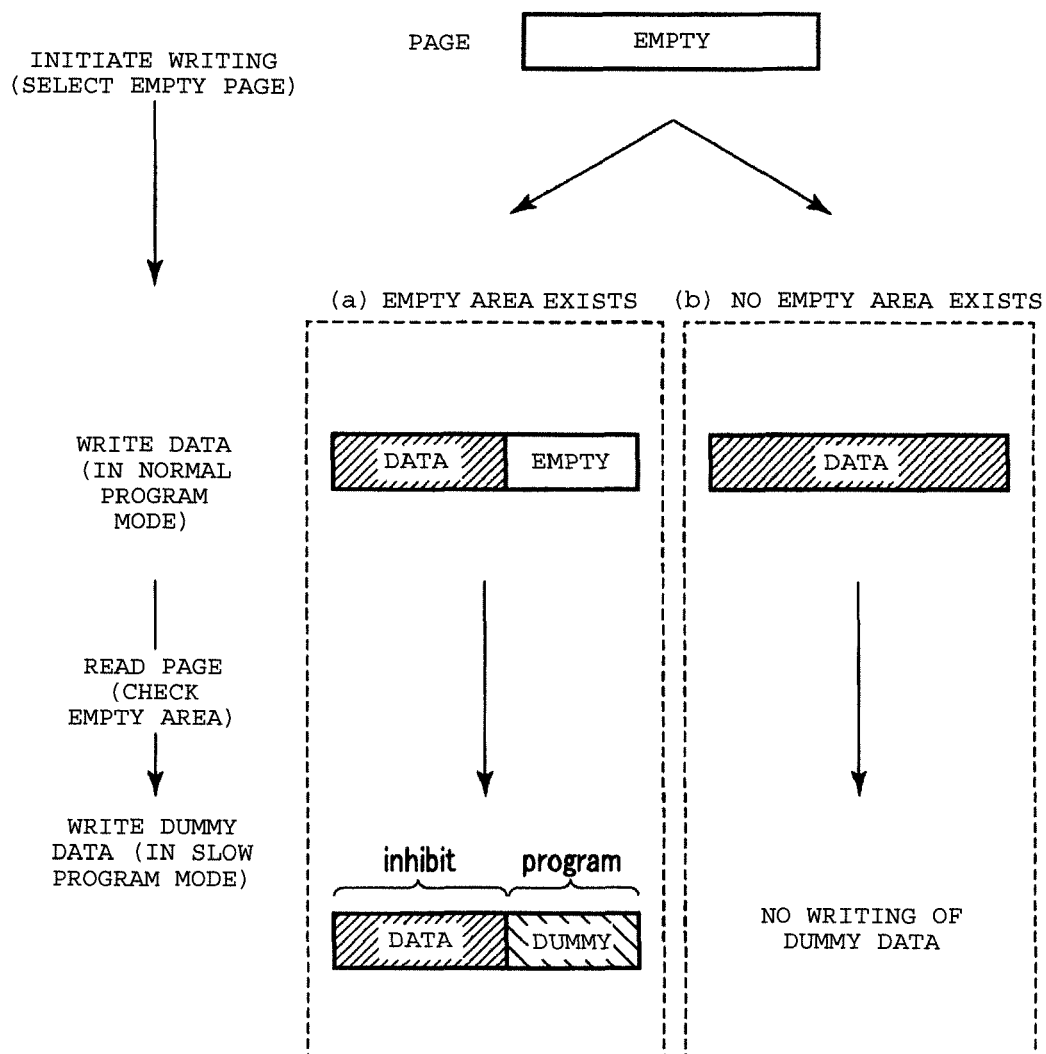 PAGE
EMPTY
INITIATE WRITING
(SELECT EMPTY PAGE)
(a) EMPTY AREA EXISTS
(b) NO EMPTY AREA EXISTS
WRITE DATA
(IN NORMAL
PROGRAM
MODE)
DATA
EMPTY
DATA
READ PAGE
(CHECK
EMPTY AREA)
WRITE DUMMY
DATA (IN SLOW
PROGRAM MODE)
inhibit
program
DATA
DUMMY
NO WRITING OF
DUMMY DATA